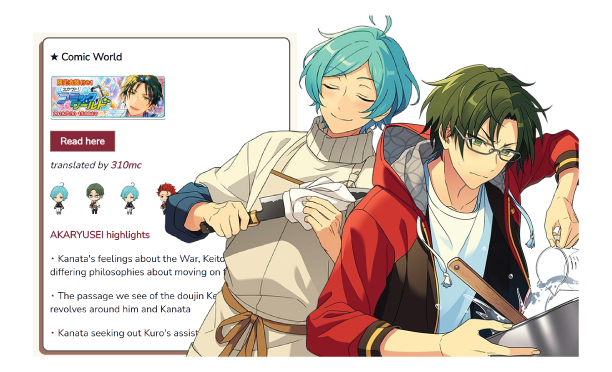 ★ Comic World
Read here
translated by 310mc
AKARYUSEI highlights
• Kanata's feelings about the War, Keito
differing philosophies about moving on
• The passage we see of the doujin Ke
revolves around him and Kanata
• Kanata seeking out Kuro's assist